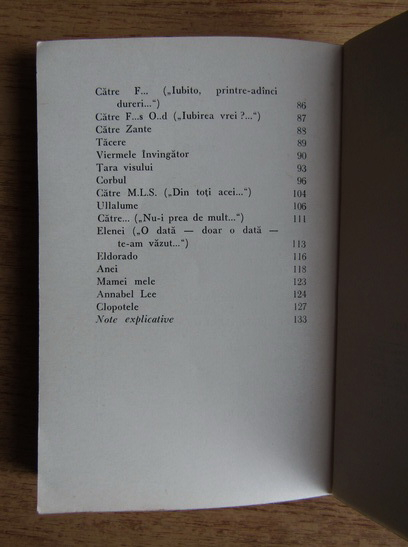 Către F... („Iubito, printre-adînci
dureri...“) 86
Către F...s O..d („Iubirea vrei ?...“) 87
Către Zante 88
Tăcere 89
Viermele Învingător 90
Țara visului 93
Corbul 96
Către M.L.S. („Din toți acei...“) 104
Ullalume 106
Către... („Nu-i prea de mult...“) 111
Elenei („O dată — doar o dată —
te-am văzut...“) 113
Eldorado 116
Anei 118
Mamei mele 123
Annabel Lee 124
Clopotele 127
Note explicative 133